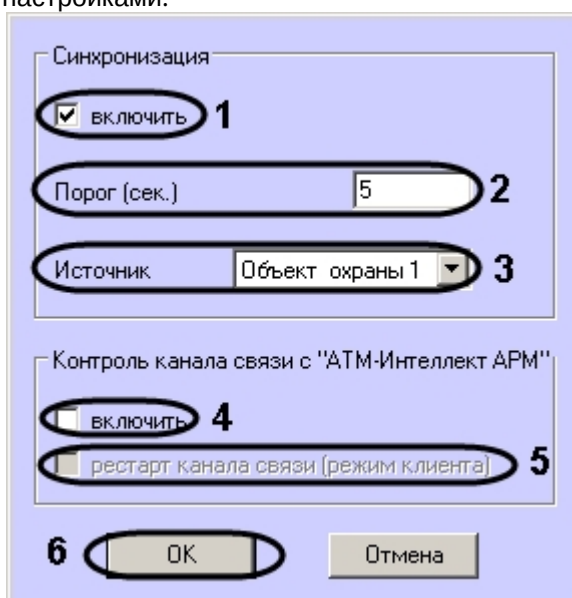 настройками.
Синхронизация
включить 1
Порог (сек.) 5 2
Источник Объект охраны 1 3
Контроль канала связи с "АТМ-Интеллект АРМ"
включить 4
рестарт канала связи (режим клиента) 5
6 OK Отмена